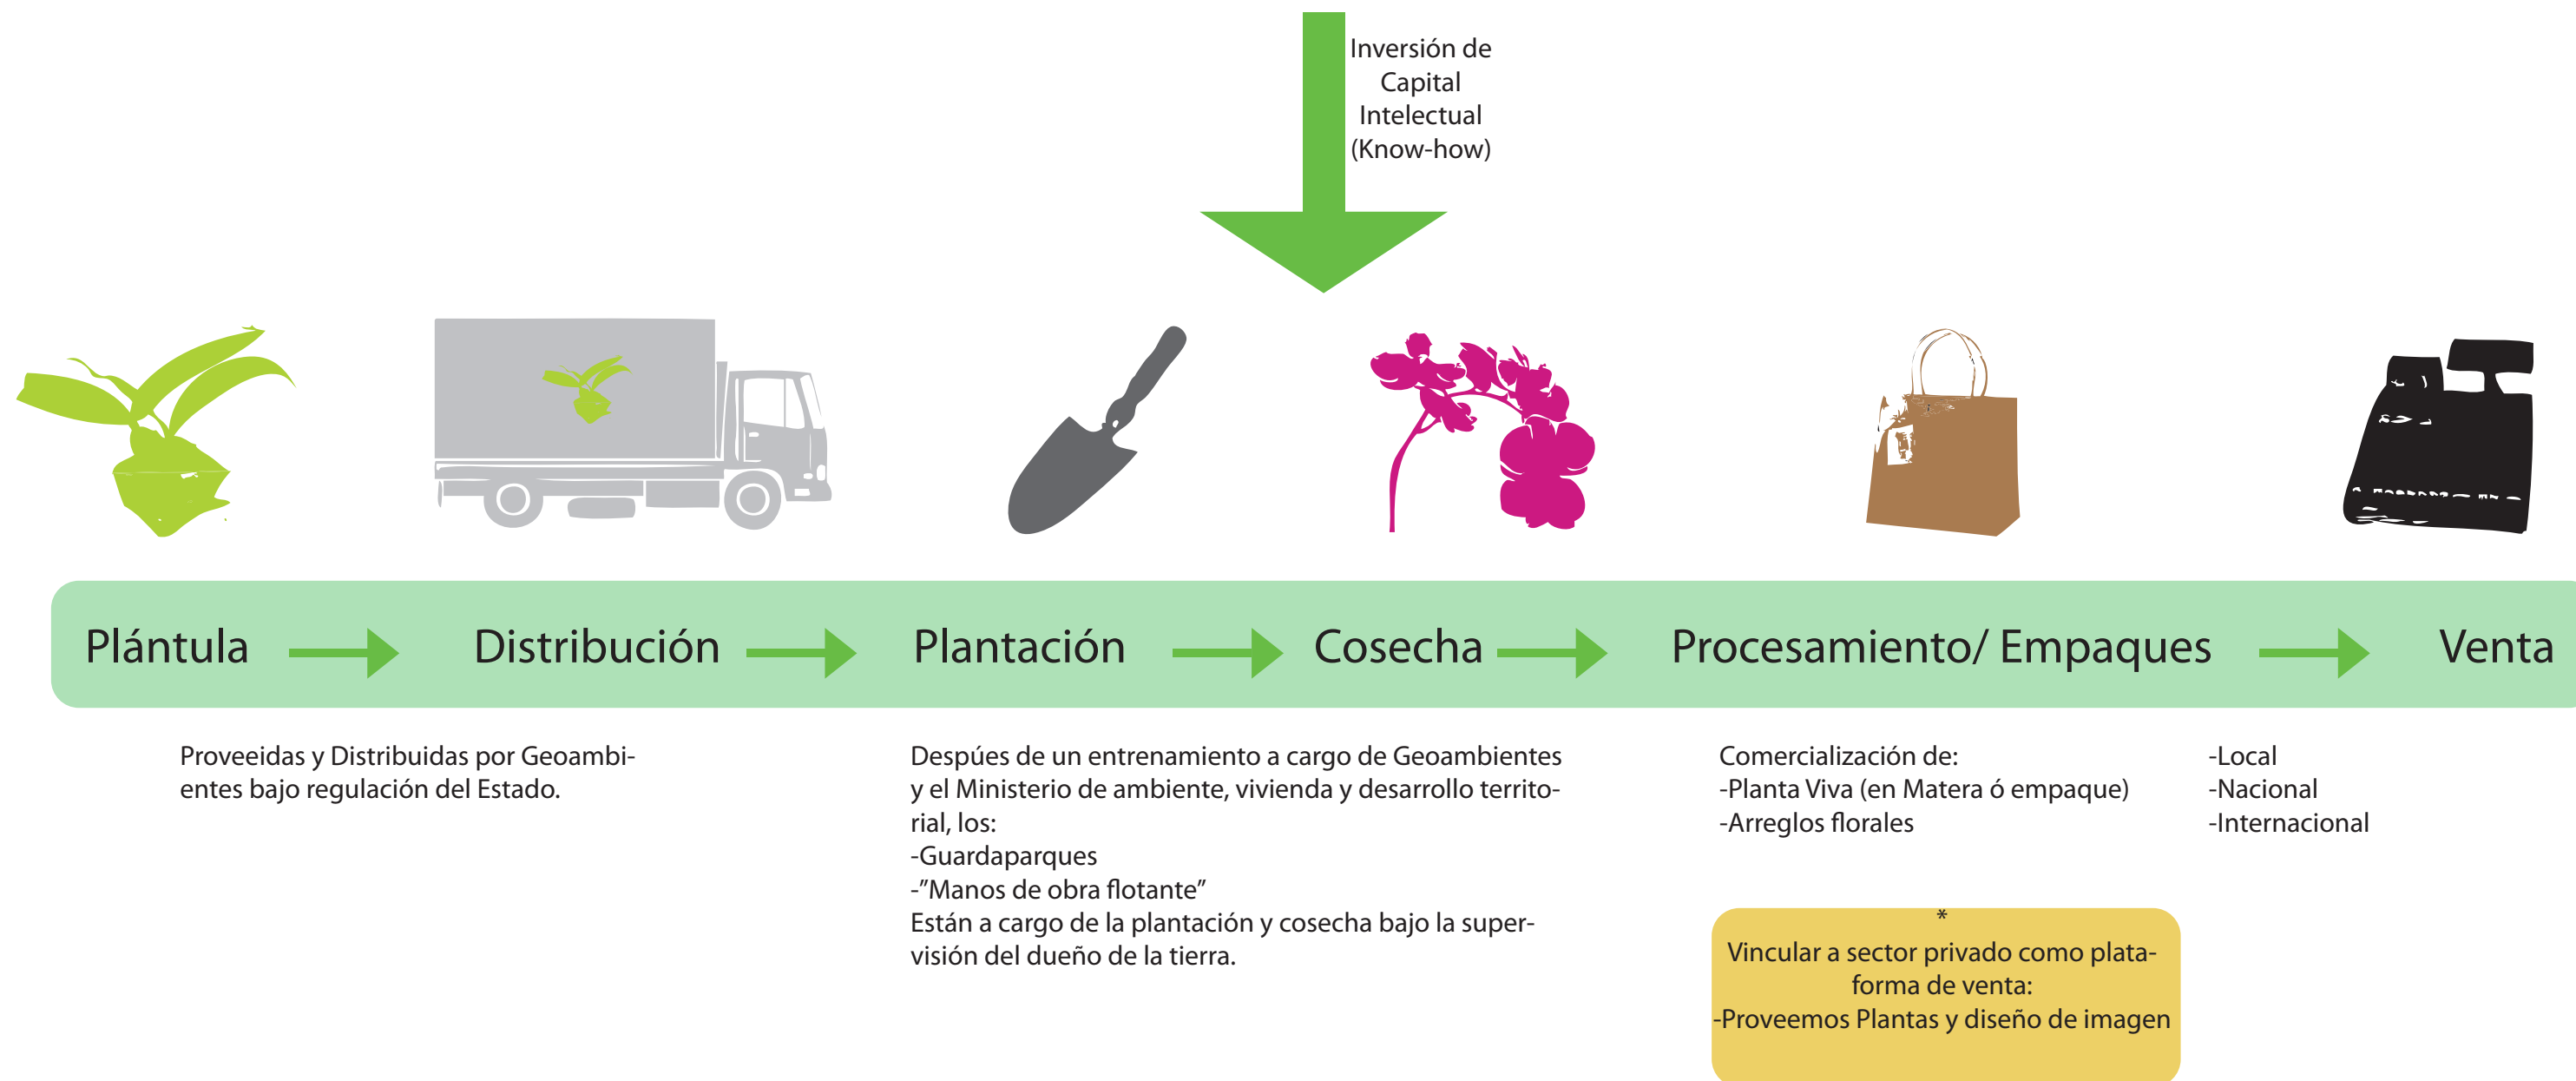 Inversión de
Capital
Intelectual
(Know-how)
Plántula
Distribución
Plantación
Cosecha
Procesamiento/ Empaques
Venta
Proveeidas y Distribuidas por Geoambi-
entes bajo regulación del Estado.
Despúes de un entrenamiento a cargo de Geoambientes
y el Ministerio de ambiente, vivienda y desarrollo territo-
rial, los:
-Guardaparques
-"Manos de obra flotante"
Están a cargo de la plantación y cosecha bajo la super-
visión del dueño de la tierra.
Comercialización de:
-Planta Viva (en Matera ó empaque)
-Arreglos florales
-Local
-Nacional
-Internacional
*
Vincular a sector privado como plata-
forma de venta:
-Proveemos Plantas y diseño de imagen